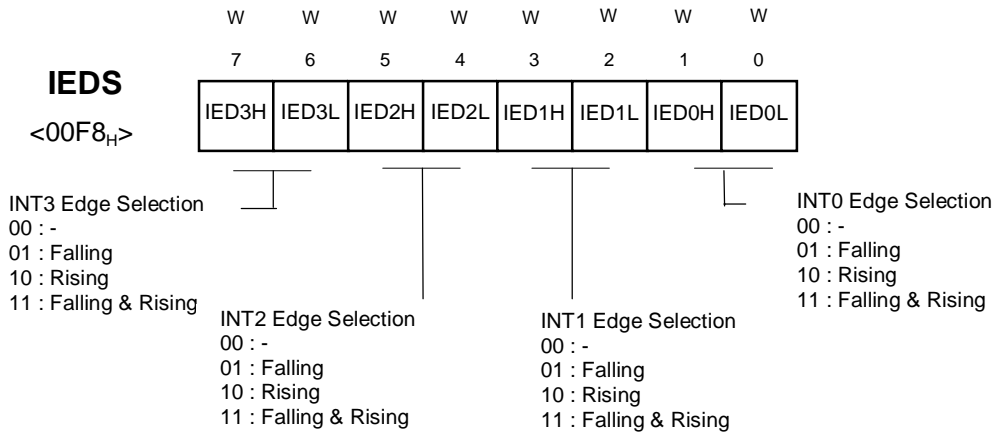 W W W W W W W W
7 6 5 4 3 2 1 0
IEDS
IED3H IED3L IED2H IED2L IED1H IED1L IED0H IED0L
<00F8H>
INT3 Edge Selection
00 : -
01 : Falling
10 : Rising
11 : Falling & Rising
INT2 Edge Selection
00 : -
01 : Falling
10 : Rising
11 : Falling & Rising
INT1 Edge Selection
00 : -
01 : Falling
10 : Rising
11 : Falling & Rising
INT0 Edge Selection
00 : -
01 : Falling
10 : Rising
11 : Falling & Rising